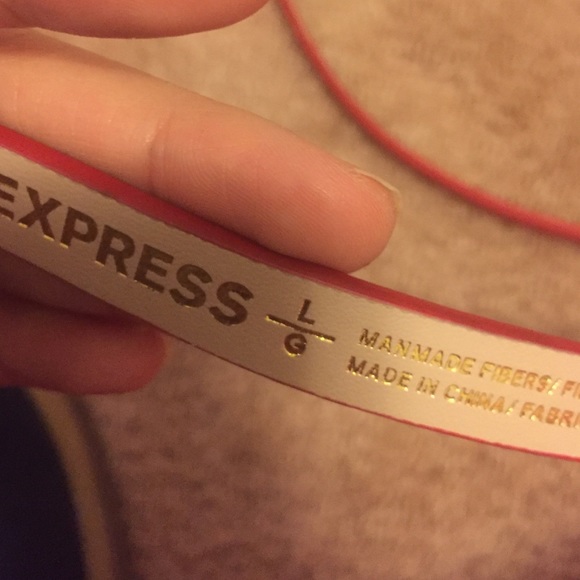 EXPRESS
L
G
MANMADE FIBERS/
MADE IN CHINA/